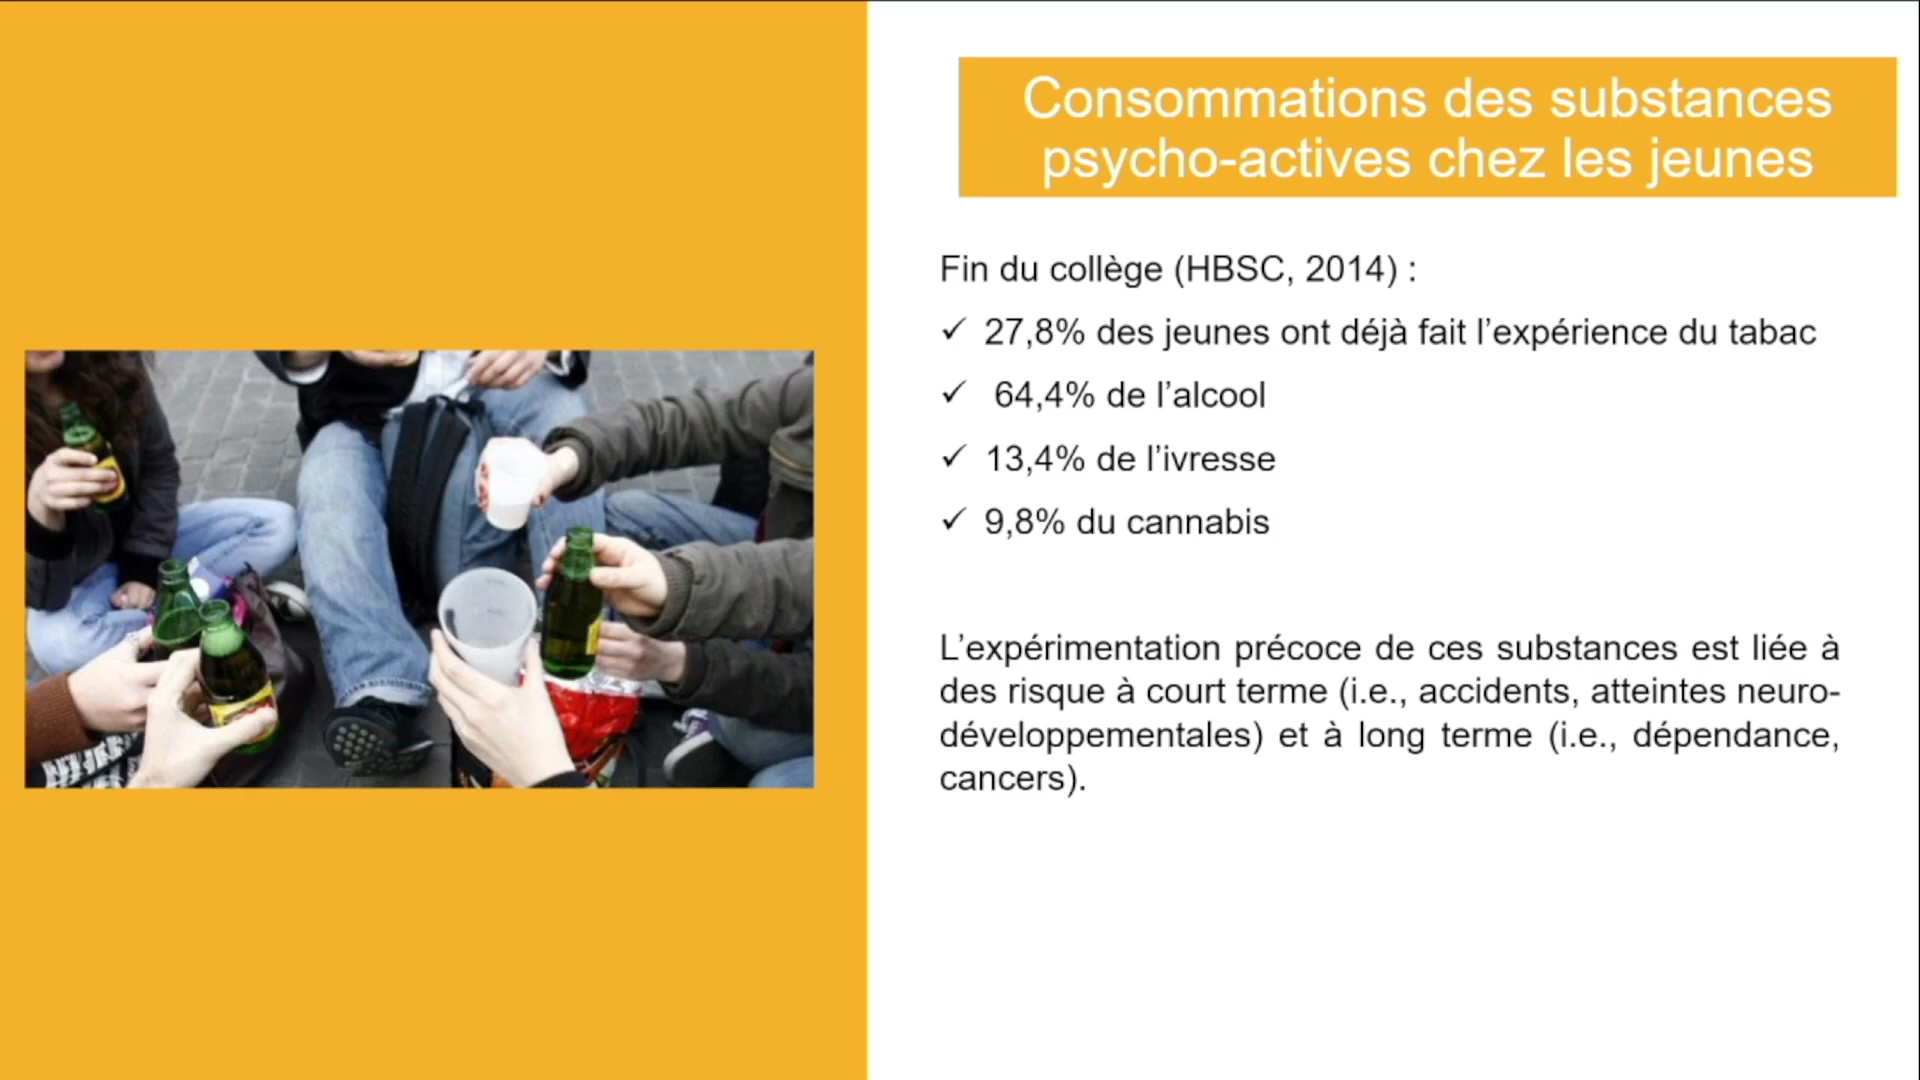 Consommations des substances
psycho-actives chez les jeunes
Fin du collège (HBSC, 2014) :
✓ 27,8% des jeunes ont déjà fait l’expérience du tabac
✓ 64,4% de l’alcool
✓ 13,4% de l’ivresse
✓ 9,8% du cannabis
L’expérimentation précoce de ces substances est liée à
des risque à court terme (i.e., accidents, atteintes neuro-
développementales) et à long terme (i.e., dépendance,
cancers).